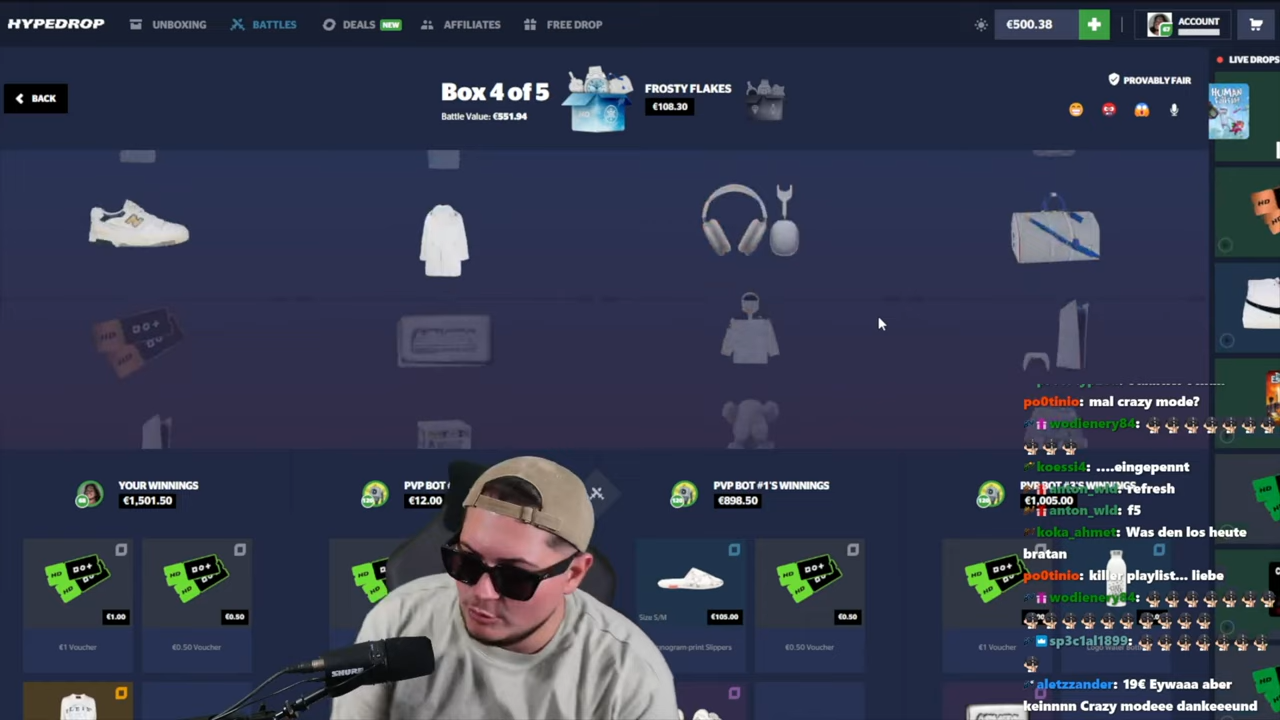 HYPEDROP
UNBOXING
BATTLES
DEALS NEW
AFFILIATES
FREE DROP
€500.38
ACCOUNT
LIVE DROPS
BACK
Box 4 of 5
Battle Value: €551.94
FROSTY FLAKES
€108.30
PROVABLY FAIR
HUMAN
po0tinio: mal crazy mode?
wodienery84:
koessl4: ....eingepennt
anton_wld: refresh
anton_wld: f5
koka_ahmet: Was den los heute
bratan
po0tinio: killer playlist... liebe
wodienery84:
sp3c1al1899:
aletzzander: 19€ Eywaaa aber
keinnnn Crazy modeee dankeeeund
YOUR WINNINGS
€1,501.50
PVP BOT
€12.00
PVP BOT #1'S WINNINGS
€898.50
€1,005.00
€1.00
€1 Voucher
€0.50
€0.50 Voucher
Size S/M
€105.00
€0.50
€0.50 Voucher
€1 Voucher
SHURE